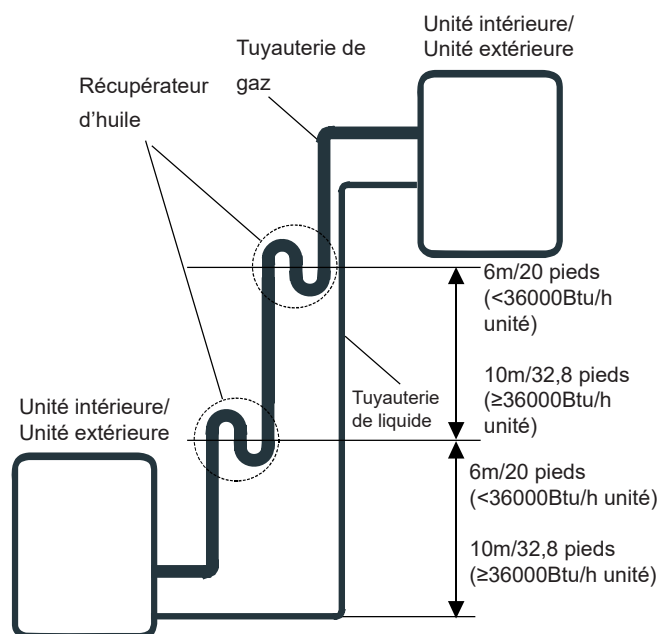 Unité intérieure/
Unité extérieure
Tuyauterie de
gaz
Récupérateur
d’huile
6m/20 pieds
(<36000Btu/h
unité)
10m/32,8 pieds
(≥36000Btu/h
unité)
Tuyauterie
de liquide
Unité intérieure/
Unité extérieure
6m/20 pieds
(<36000Btu/h unité)
10m/32,8 pieds
(≥36000Btu/h unité)